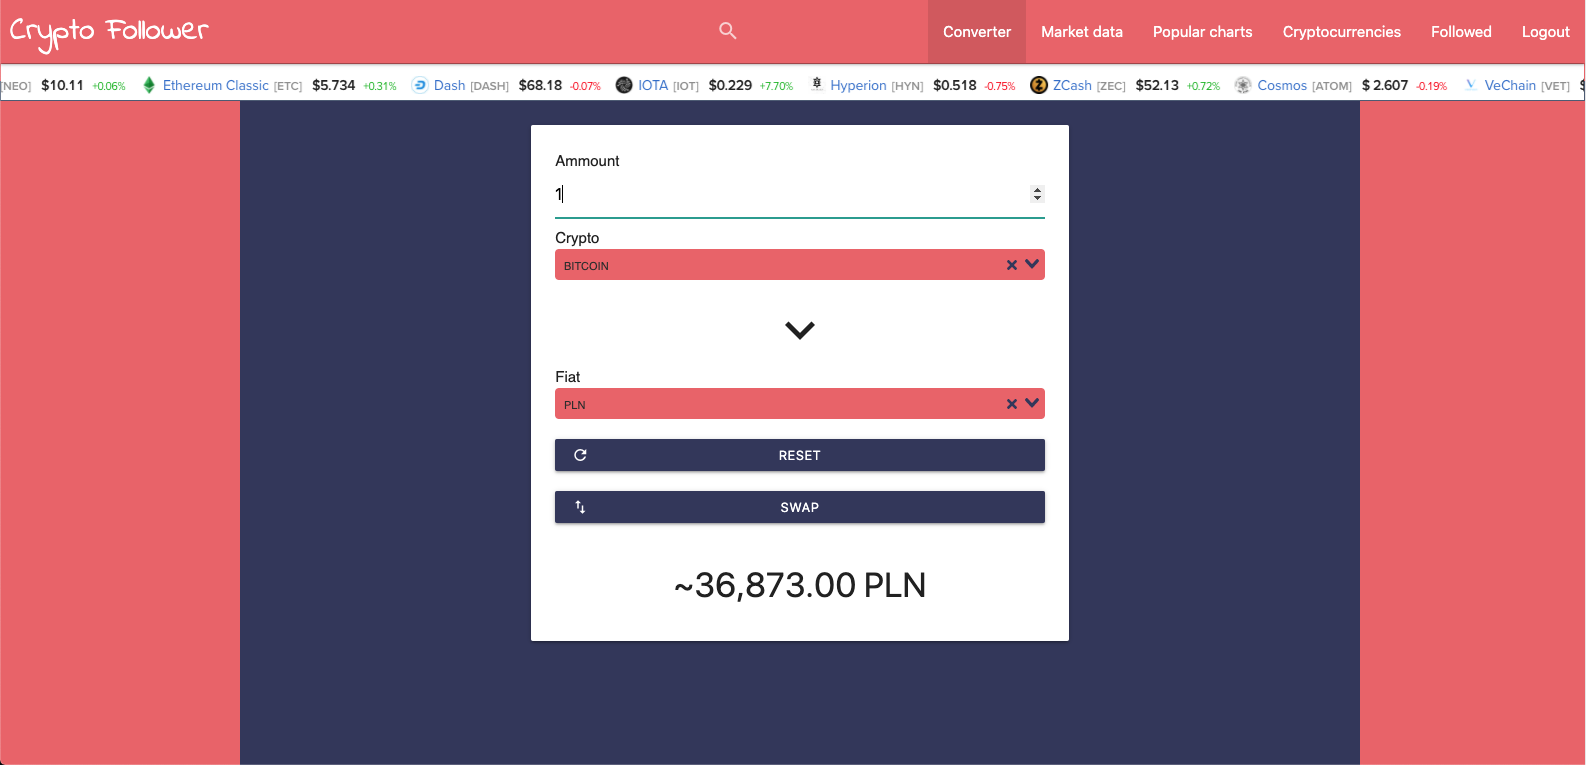 Crypto Follower
Converter Market data Popular charts Cryptocurrencies Followed Logout
[NEO] $10.11 +0.06% Ethereum Classic [ETC] $5.734 +0.31% Dash [DASH] $68.18 -0.07% IOTA [IOT] $0.229 +7.70% Hyperion [HYN] $0.518 -0.75% ZCash [ZEC] $52.13 +0.72% Cosmos [ATOM] $ 2.607 -0.19% VeChain [VET] $
Ammount
1
Crypto
BITCOIN
Fiat
PLN
RESET
SWAP
~36,873.00 PLN